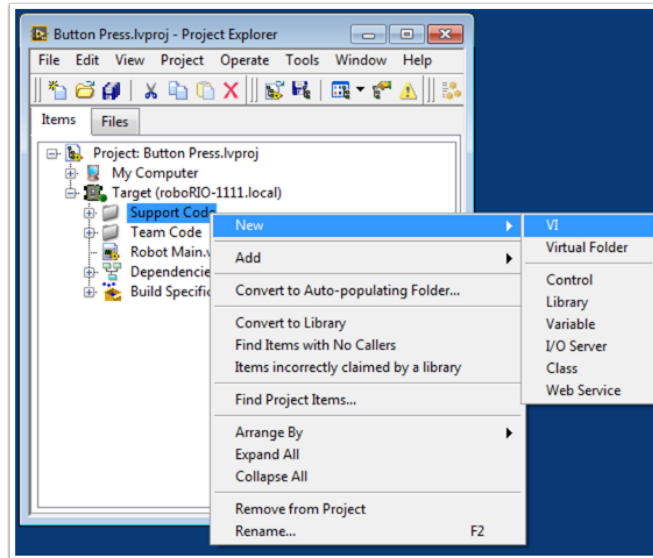 Button Press.lvproj - Project Explorer
File Edit View Project Operate Tools Window Help
Items Files
Project: Button Press.lvproj
My Computer
Target (roboRIO-1111.local)
Support Code
Team Code
Robot Main.v
Dependencie
Build Specific
New
Add
Convert to Auto-populating Folder...
Convert to Library
Find Items with No Callers
Items incorrectly claimed by a library
Find Project Items...
Arrange By
Expand All
Collapse All
Remove from Project
Rename... F2
VI
Virtual Folder
Control
Library
Variable
I/O Server
Class
Web Service